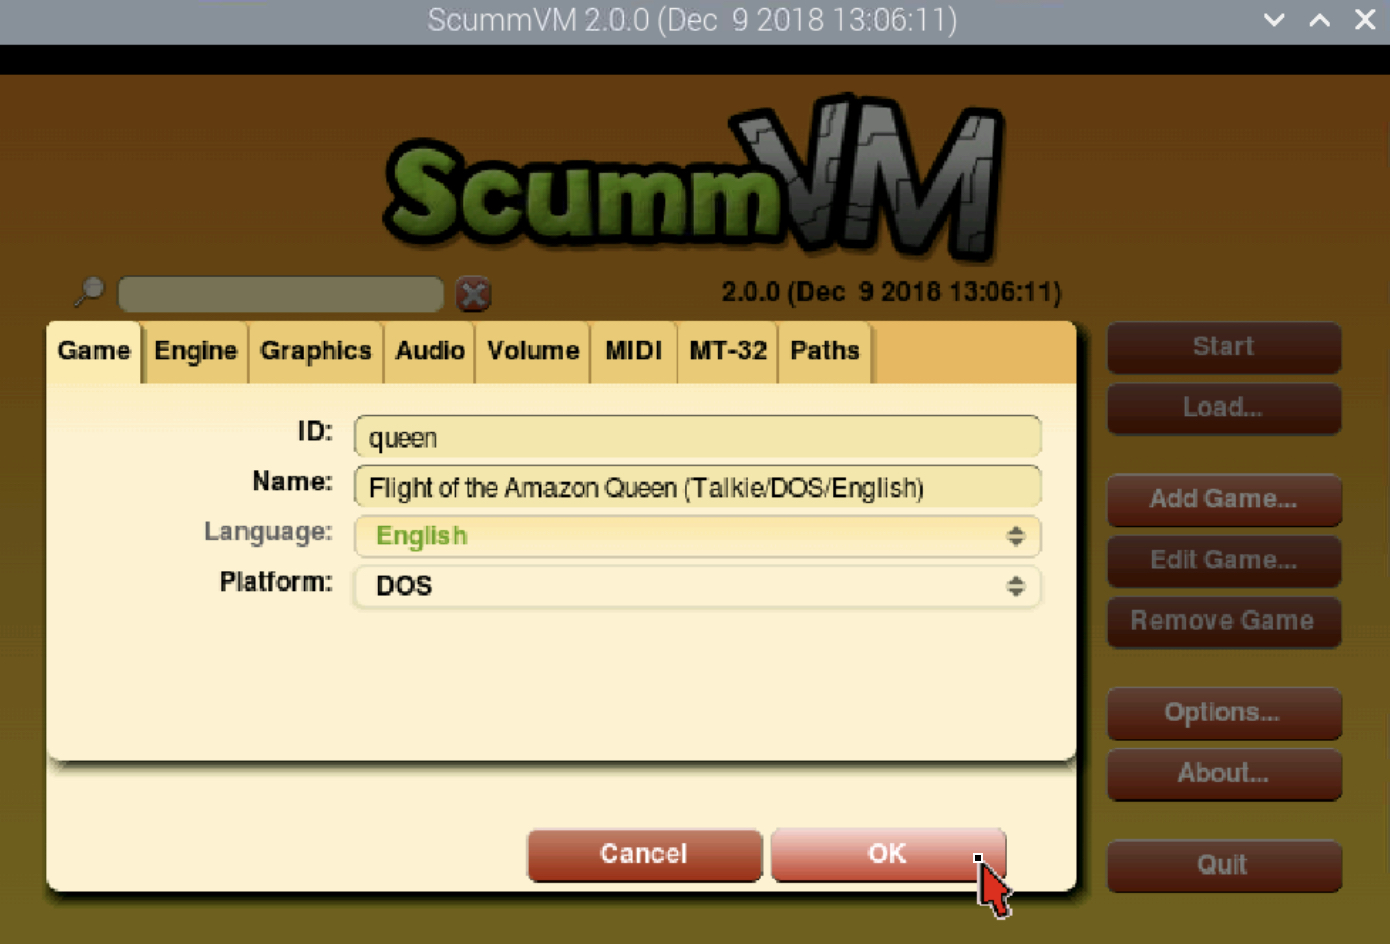 ScummVM 2.0.0 (Dec  9 2018 13:06:11)
ScummVM
2.0.0 (Dec  9 2018 13:06:11)
Game Engine Graphics Audio Volume MIDI MT-32 Paths
ID: queen
Name: Flight of the Amazon Queen (Talkie/DOS/English)
Language: English
Platform: DOS
Cancel OK
Start
Load...
Add Game...
Edit Game...
Remove Game
Options...
About...
Quit